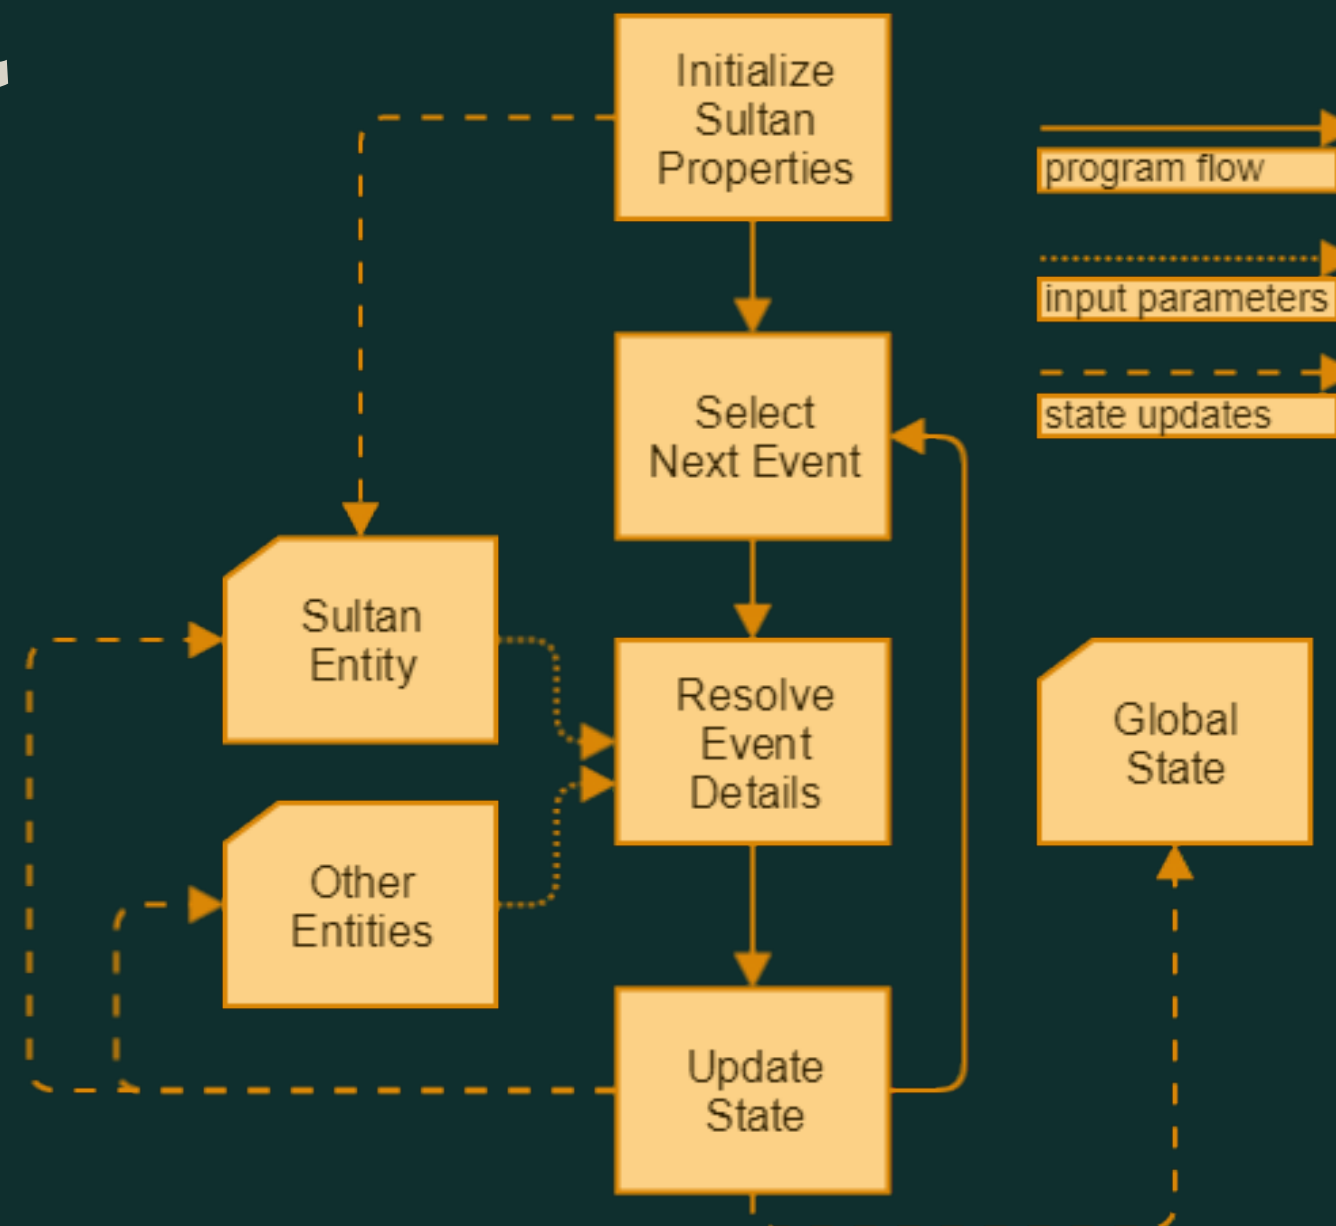 Initialize
Sultan
Properties
program flow
input parameters
state updates
Select
Next Event
Sultan
Entity
Resolve
Event
Details
Global
State
Other
Entities
Update
State